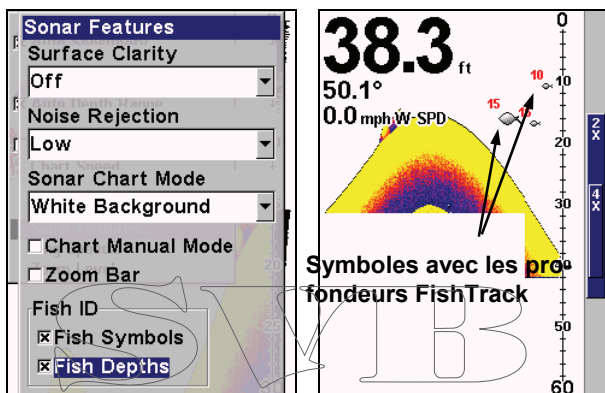 Sonar Features
Surface Clarity
Off
Noise Rejection
Low
Sonar Chart Mode
White Background
Chart Manual Mode
Zoom Bar
Fish ID
Fish Symbols
Fish Depths
38.3 ft
50.1°
0.0 mph W-SPD
0
10
20
30
50
60
10
15
2X
4X
Symboles avec les pro-
fondeurs FishTrack
SVB